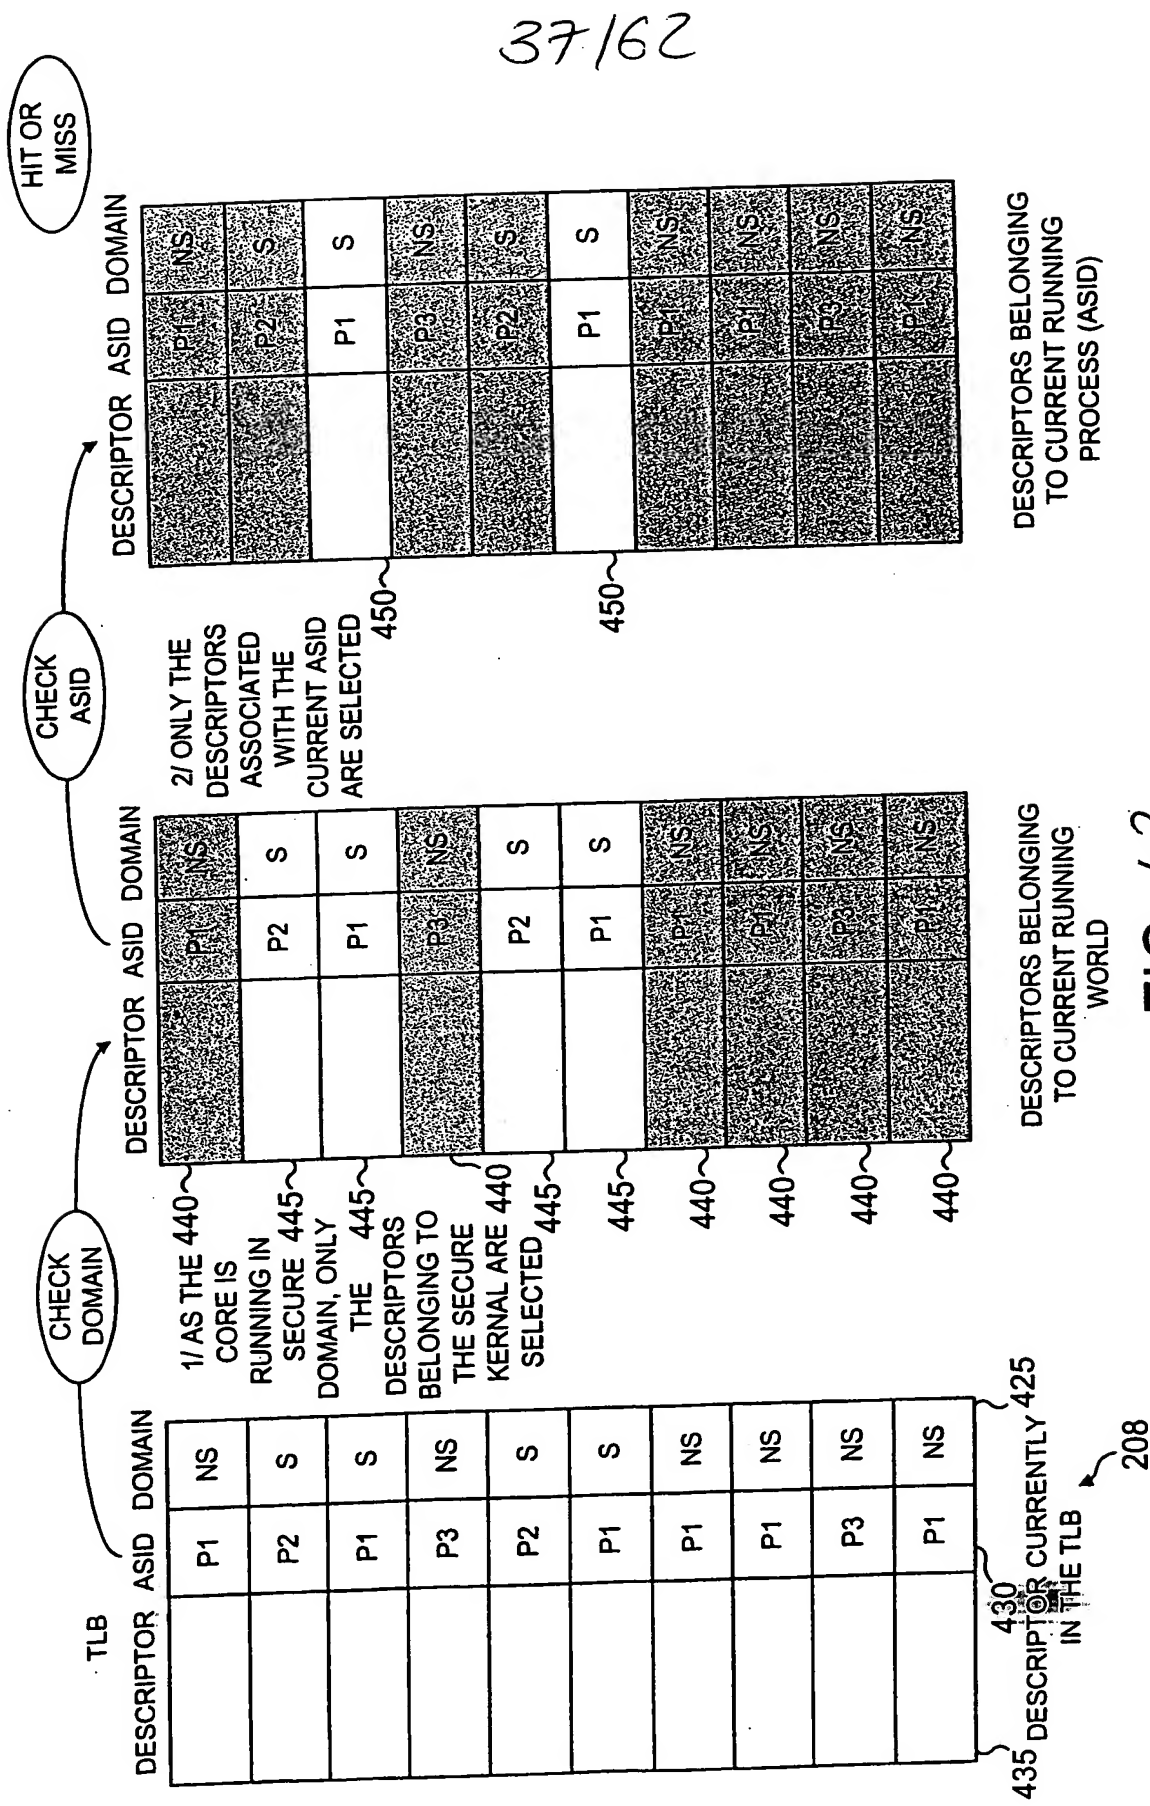 37/62
TLB
DESCRIPTOR ASID DOMAIN
P1 NS
P2 S
P1 S
P3 NS
P2 S
P1 S
P1 NS
P1 NS
P3 NS
P1 NS
435
430
425
DESCRIPTOR CURRENTLY
IN THE TLB
208
CHECK
DOMAIN
1/ AS THE
CORE IS
RUNNING IN
SECURE
DOMAIN, ONLY
THE
DESCRIPTORS
BELONGING TO
THE SECURE
KERNAL ARE
SELECTED
440
445
445
440
445
445
440
440
440
440
DESCRIPTOR ASID DOMAIN
P1 NS
P2 S
P1 S
P3 NS
P2 S
P1 S
P1 NS
P1 NS
P3 NS
P1 NS
DESCRIPTORS BELONGING
TO CURRENT RUNNING
WORLD
CHECK
ASID
2/ ONLY THE
DESCRIPTORS
ASSOCIATED
WITH THE
CURRENT ASID
ARE SELECTED
450
450
DESCRIPTOR ASID DOMAIN
P1 NS
P2 S
P1 S
P3 NS
P2 S
P1 S
P1 NS
P1 NS
P3 NS
P1 NS
DESCRIPTORS BELONGING
TO CURRENT RUNNING
PROCESS (ASID)
HIT OR
MISS